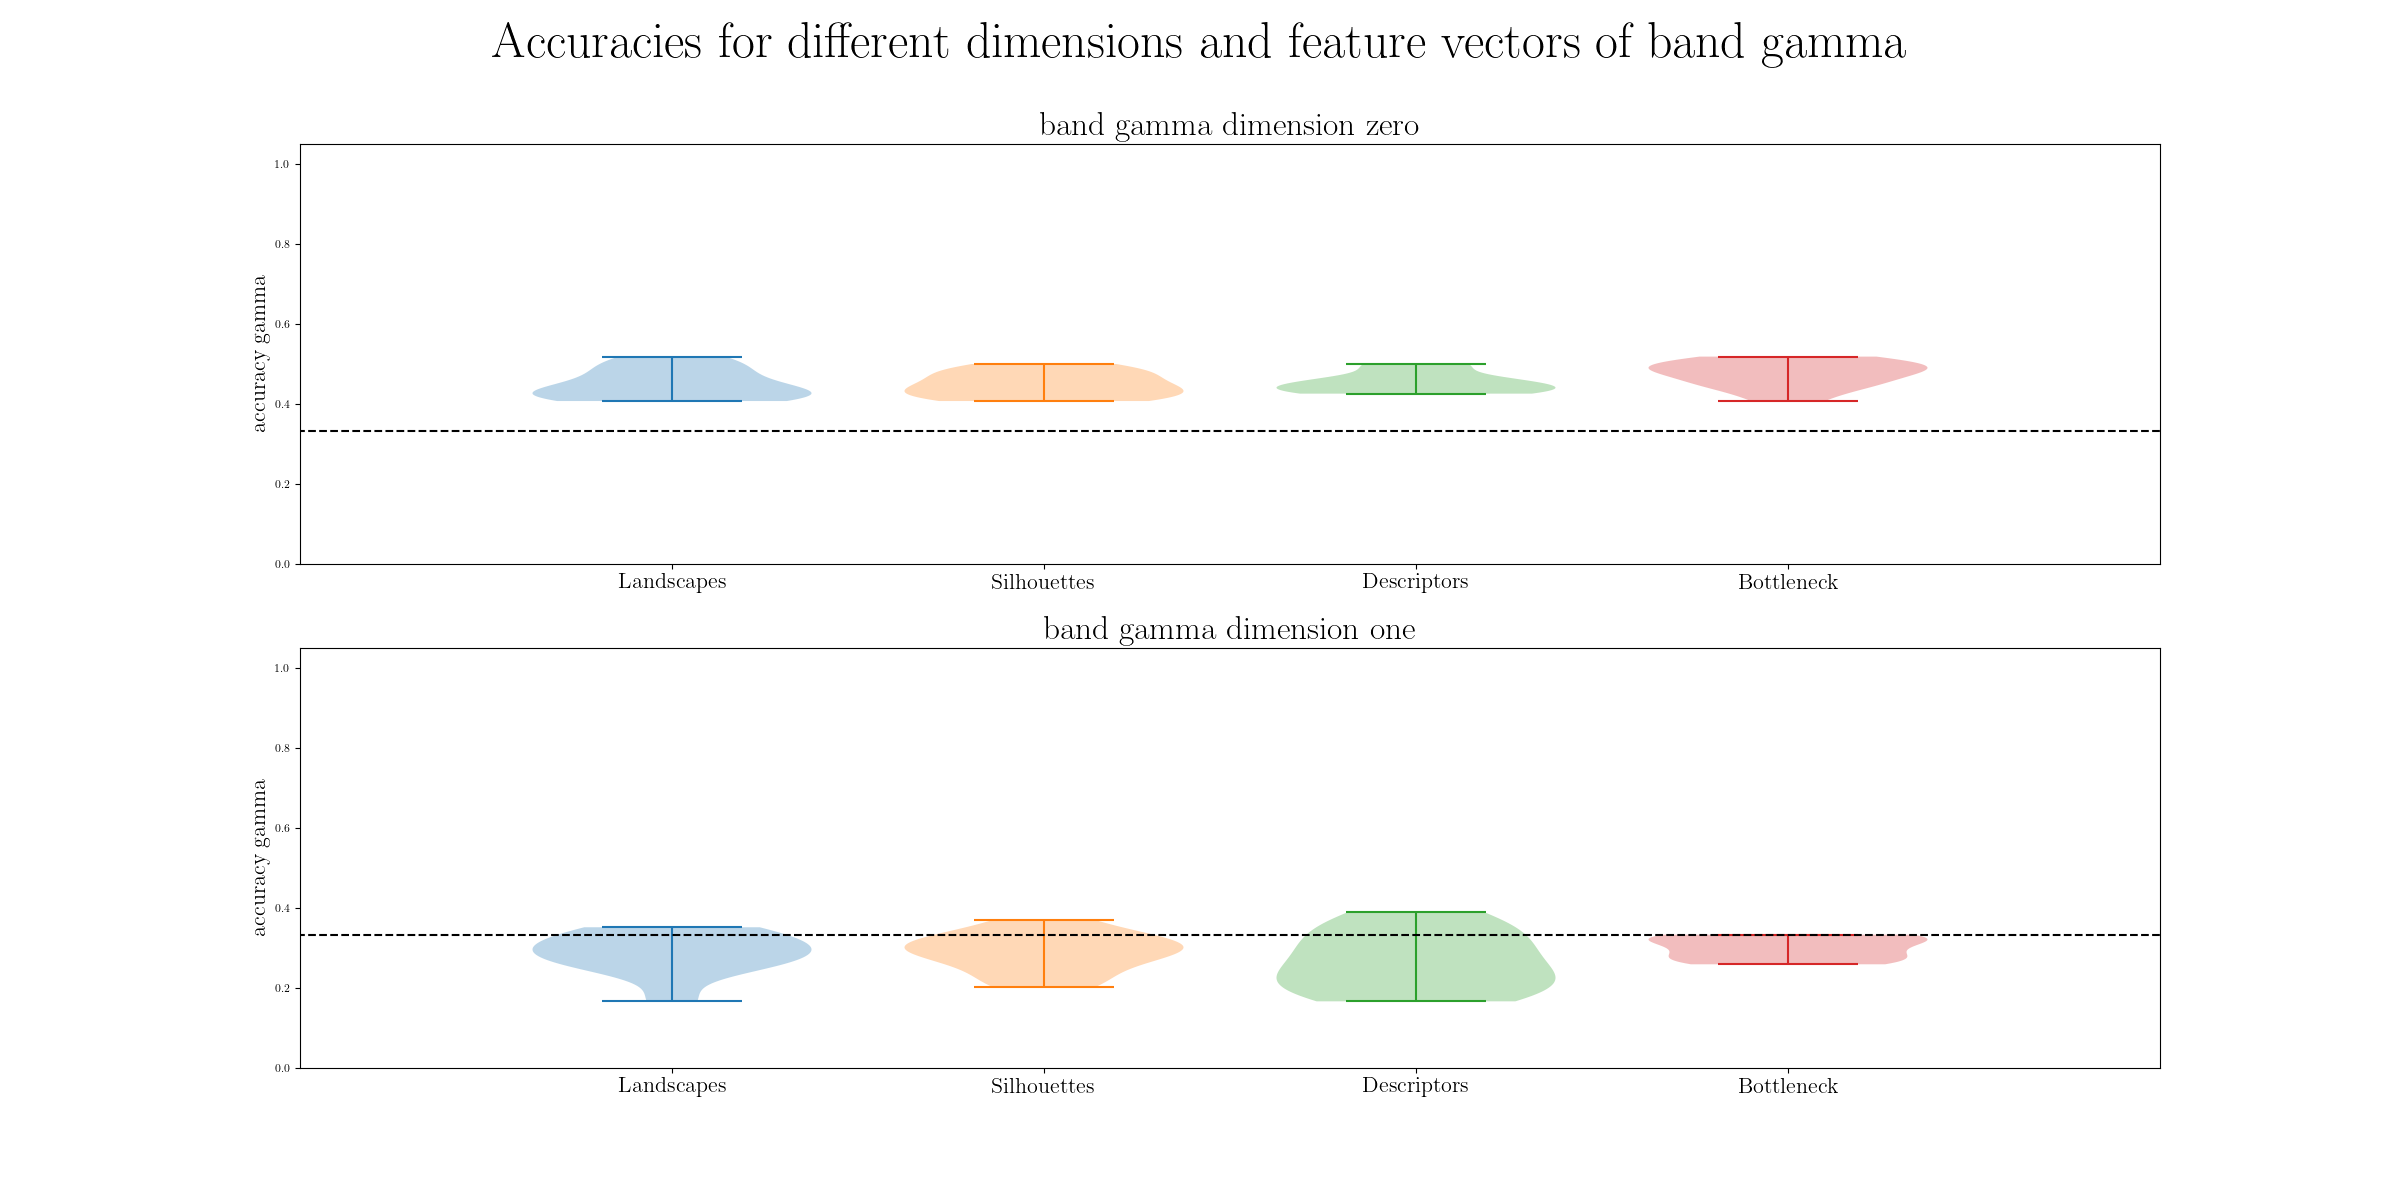 Accuracies for different dimensions and feature vectors of band gamma
band gamma dimension zero
1.0
0.8
0.6
0.4
0.2
0.0
accuracy gamma
Landscapes Silhouettes Descriptors Bottleneck
band gamma dimension one
1.0
0.8
0.6
0.4
0.2
0.0
accuracy gamma
Landscapes Silhouettes Descriptors Bottleneck